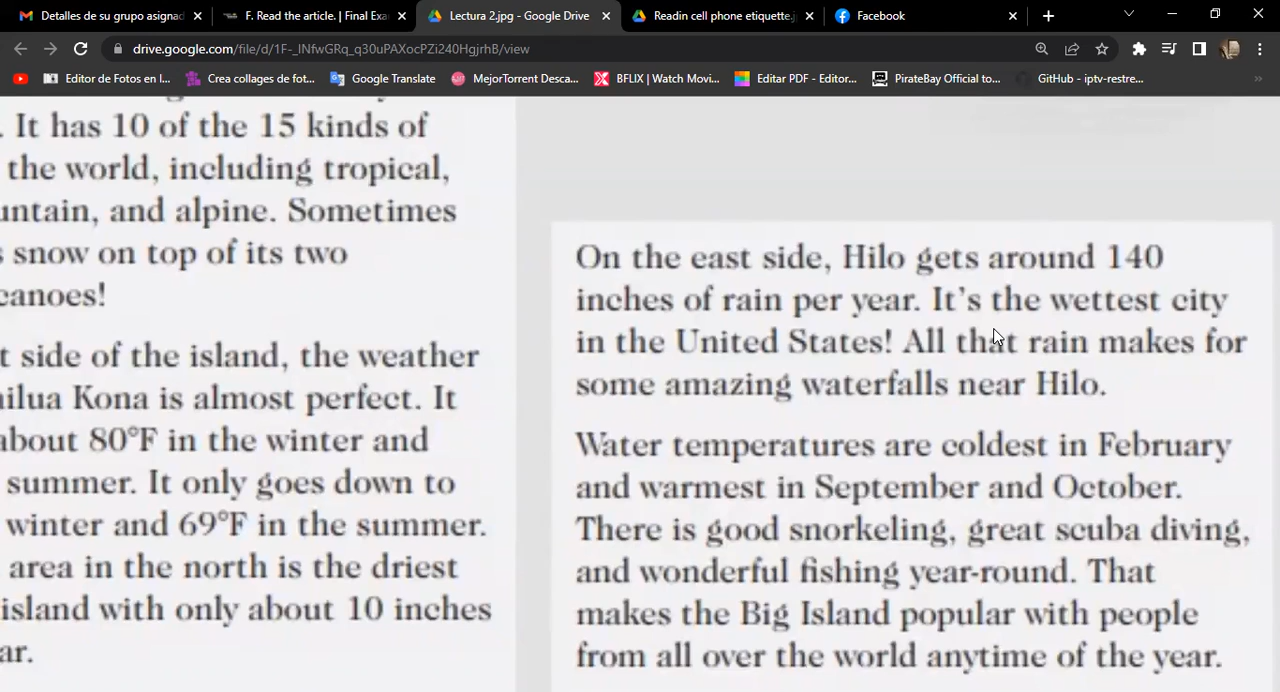 Detalles de su grupo asignad
F. Read the article. | Final Exa
Lectura 2.jpg - Google Drive
Readin cell phone etiquette.
Facebook
drive.google.com/file/d/1F-_lNfwGRq_q30uPAXocPZi240HgjrhB/view
Editor de Fotos en l...
Crea collages de fot...
Google Translate
MejorTorrent Desca...
BFLIX | Watch Movi...
Editar PDF - Editor...
PirateBay Official to...
GitHub - iptv-restre...
. It has 10 of the 15 kinds of
the world, including tropical,
untain, and alpine. Sometimes
s snow on top of its two
canoes!
t side of the island, the weather
ailua Kona is almost perfect. It
about 80°F in the winter and
summer. It only goes down to
winter and 69°F in the summer.
area in the north is the driest
island with only about 10 inches
ar.
On the east side, Hilo gets around 140
inches of rain per year. It's the wettest city
in the United States! All that rain makes for
some amazing waterfalls near Hilo.
Water temperatures are coldest in February
and warmest in September and October.
There is good snorkeling, great scuba diving,
and wonderful fishing year-round. That
makes the Big Island popular with people
from all over the world anytime of the year.